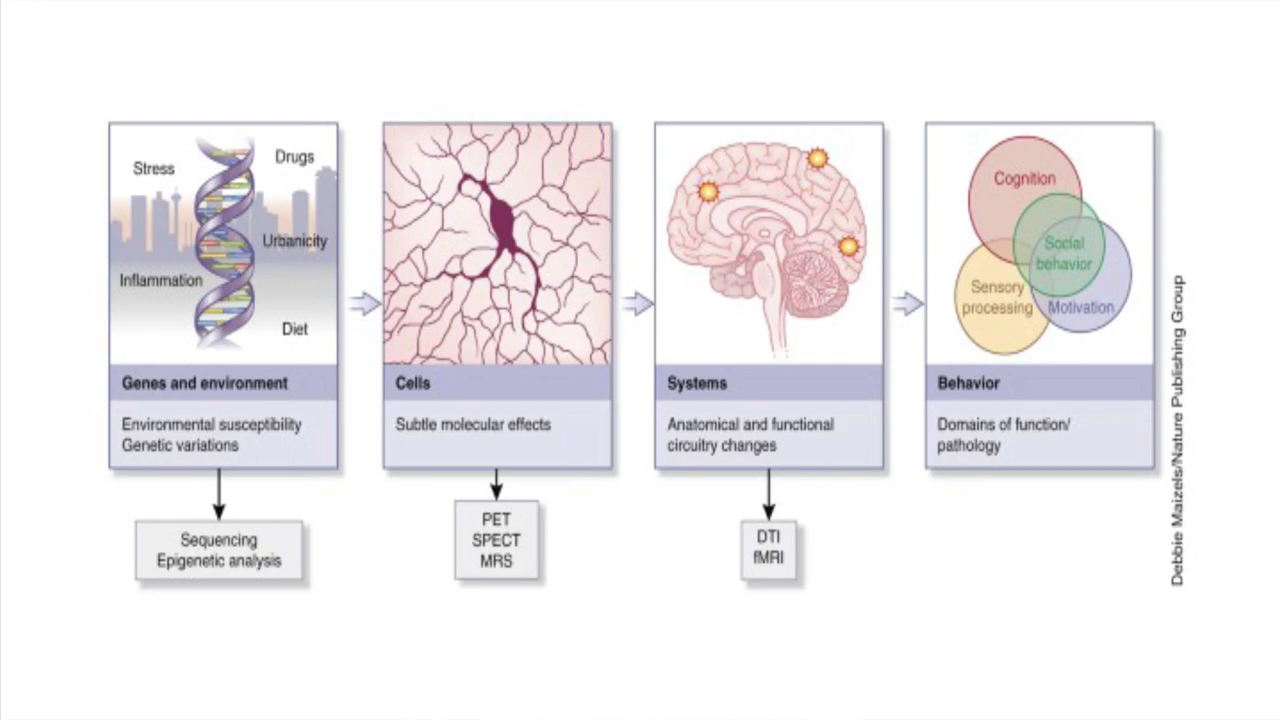 Stress
Drugs
Urbanicity
Inflammation
Diet
Genes and environment
Environmental susceptibility
Genetic variations
Sequencing
Epigenetic analysis
Cells
Subtle molecular effects
PET
SPECT
MRS
Systems
Anatomical and functional
circuitry changes
DTI
fMRI
Cognition
Social
behavior
Sensory
processing
Motivation
Behavior
Domains of function/
pathology
Debbie Maizels/Nature Publishing Group